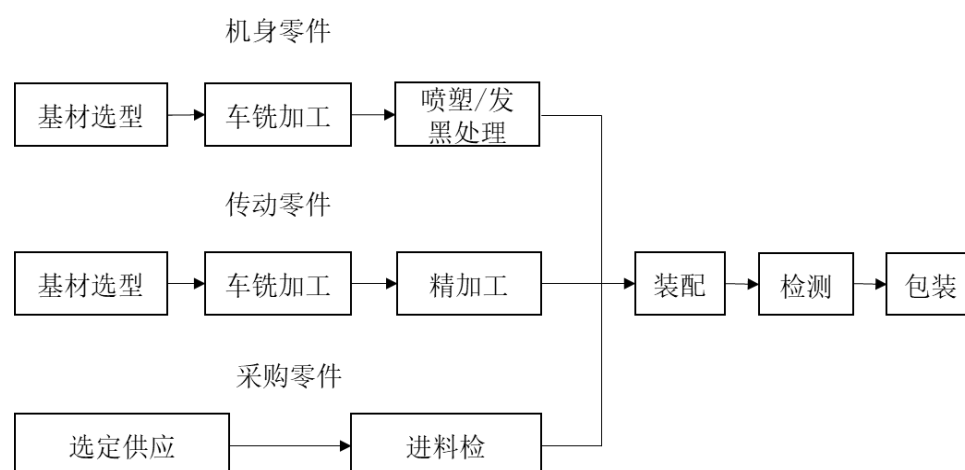 机身零件
基材选型
车铣加工
喷塑/发
黑处理
传动零件
基材选型
车铣加工
精加工
装配
检测
包装
采购零件
选定供应
进料检